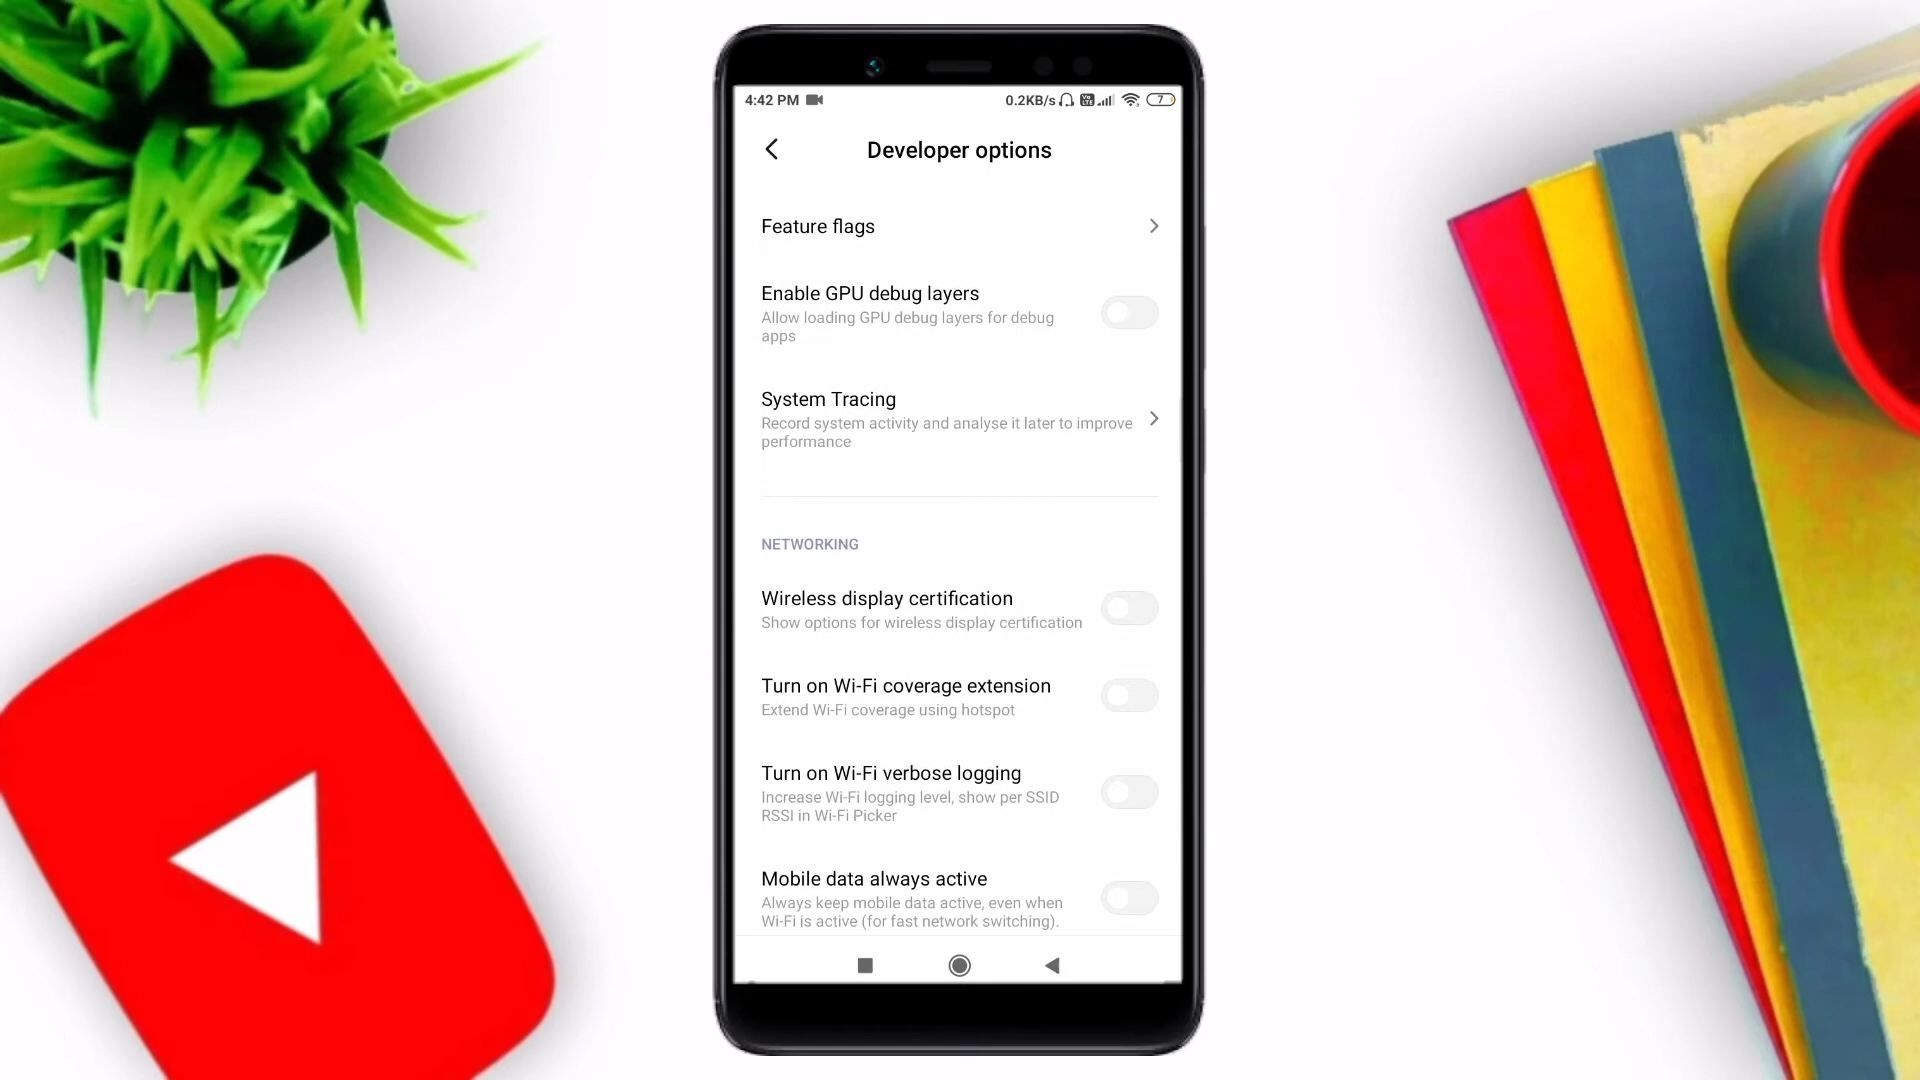 4:42 PM 0.2KB/s Vo LTE 7
Developer options
Feature flags
Enable GPU debug layers
Allow loading GPU debug layers for debug
apps
System Tracing
Record system activity and analyse it later to improve
performance
NETWORKING
Wireless display certification
Show options for wireless display certification
Turn on Wi-Fi coverage extension
Extend Wi-Fi coverage using hotspot
Turn on Wi-Fi verbose logging
Increase Wi-Fi logging level, show per SSID
RSSI in Wi-Fi Picker
Mobile data always active
Always keep mobile data active, even when
Wi-Fi is active (for fast network switching).